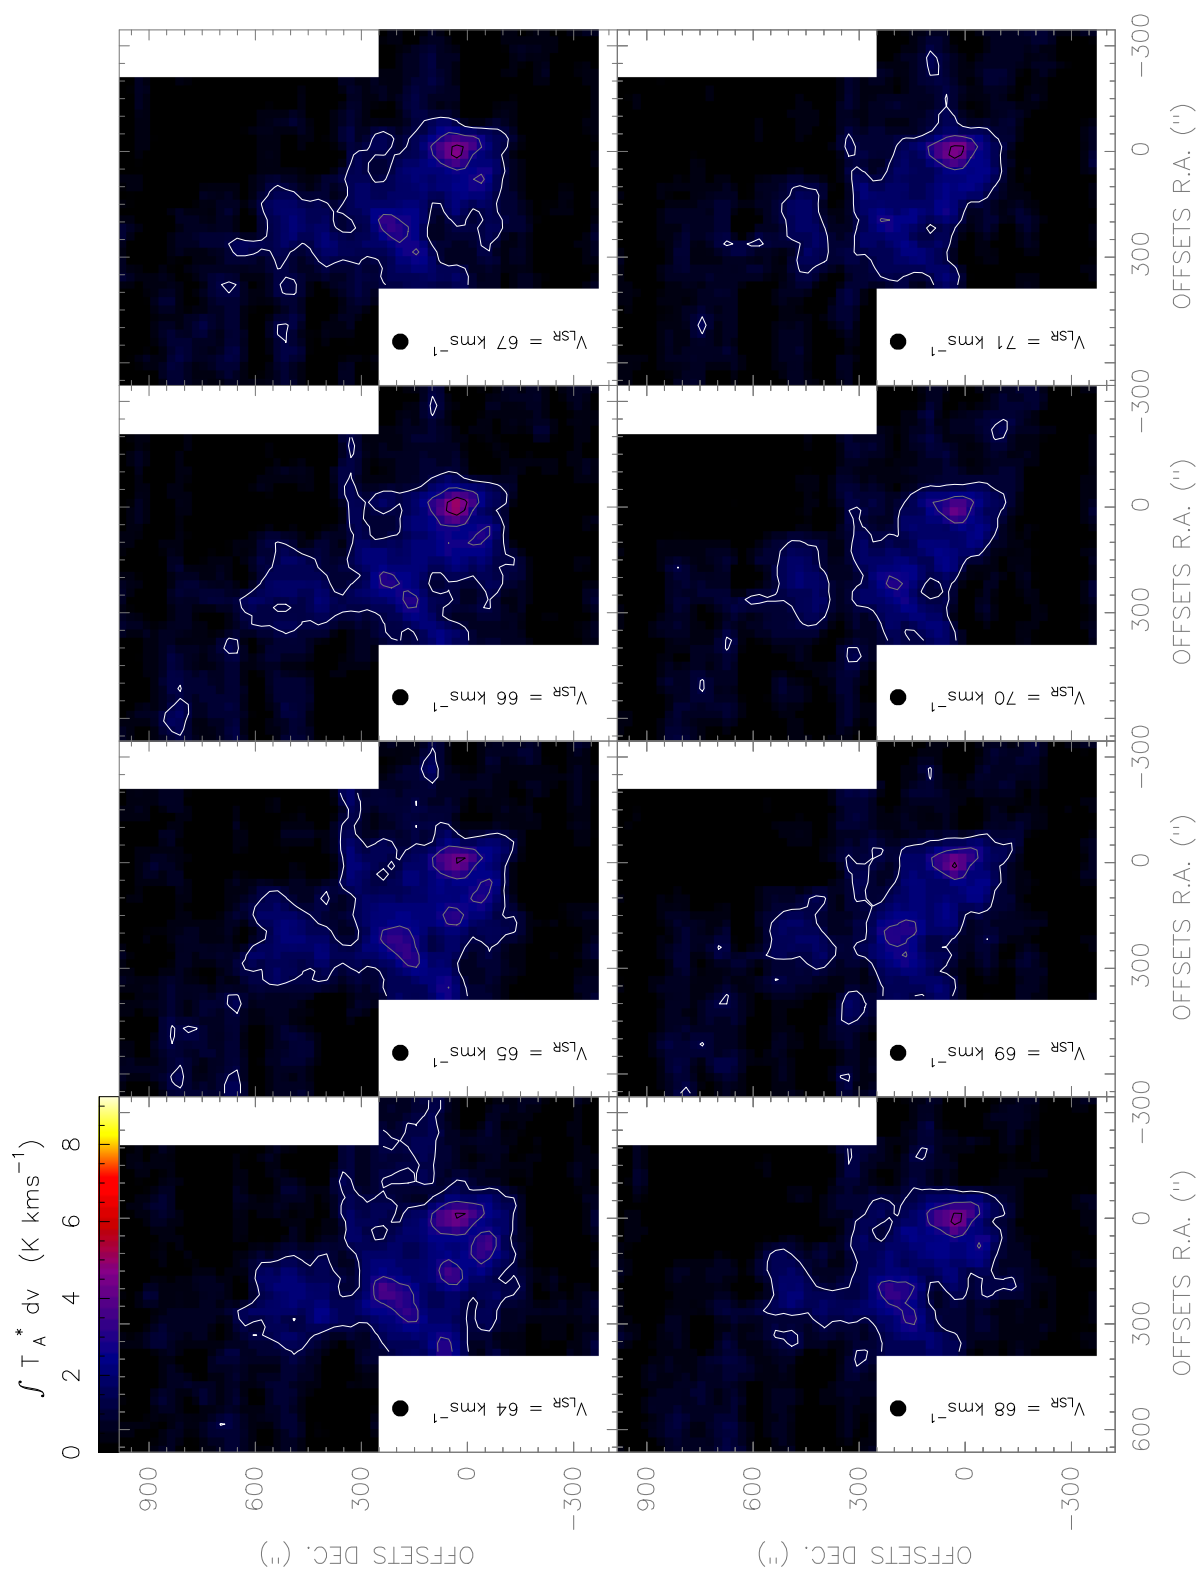 ∫ T_A^* dv (K kms⁻¹)
0 2 4 6 8
V_LSR = 64 kms⁻¹
V_LSR = 65 kms⁻¹
V_LSR = 66 kms⁻¹
V_LSR = 67 kms⁻¹
V_LSR = 68 kms⁻¹
V_LSR = 69 kms⁻¹
V_LSR = 70 kms⁻¹
V_LSR = 71 kms⁻¹
900 300 0 −300
OFFSETS DEC. (")
900 600 300 0 −300
OFFSETS DEC. (")
600 300 0 −300
OFFSETS R.A. (")
300 0 −300
OFFSETS R.A. (")
300 0 −300
OFFSETS R.A. (")
300 0 −300
OFFSETS R.A. (")